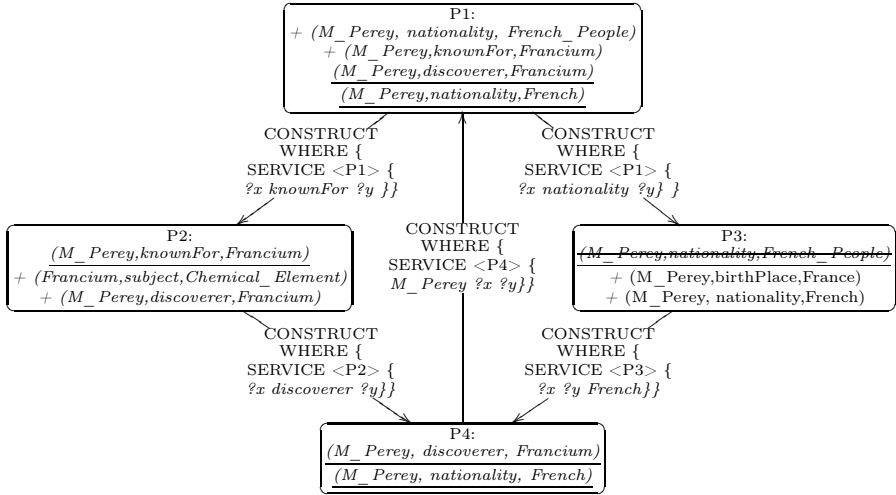 P1:
+ (M_Perey, nationality, French_People)
+ (M_Perey,knownFor,Francium)
(M_Perey,discoverer,Francium)
(M_Perey,nationality,French)
CONSTRUCT
WHERE {
SERVICE <P1> {
?x knownFor ?y }}
CONSTRUCT
WHERE {
SERVICE <P1> {
?x nationality ?y} }
P2:
(M_Perey,knownFor,Francium)
+ (Francium,subject,Chemical_Element)
+ (M_Perey,discoverer,Francium)
CONSTRUCT
WHERE {
SERVICE <P4> {
M_Perey ?x ?y}}
P3:
(M_Perey,nationality,French_People)
+ (M_Perey,birthPlace,France)
+ (M_Perey, nationality,French)
CONSTRUCT
WHERE {
SERVICE <P2> {
?x discoverer ?y}}
CONSTRUCT
WHERE {
SERVICE <P3> {
?x ?y French}}
P4:
(M_Perey, discoverer, Francium)
(M_Perey, nationality, French)